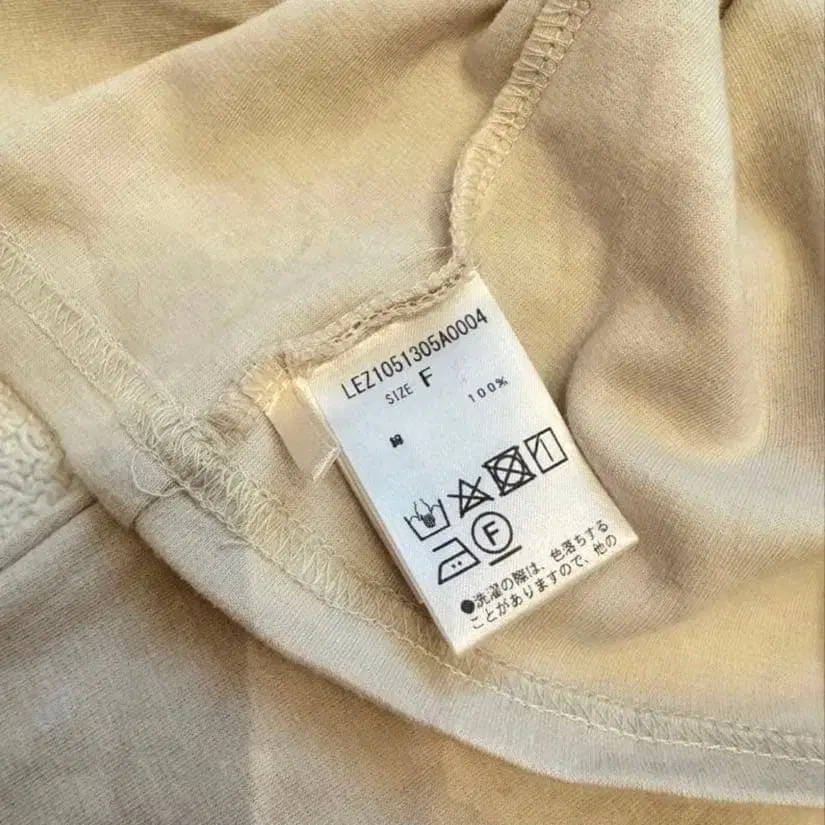 LEZ1051305A0004
SIZE F
綿 100%
F
●洗濯の際は、色落ちする
ことがありますので、他の